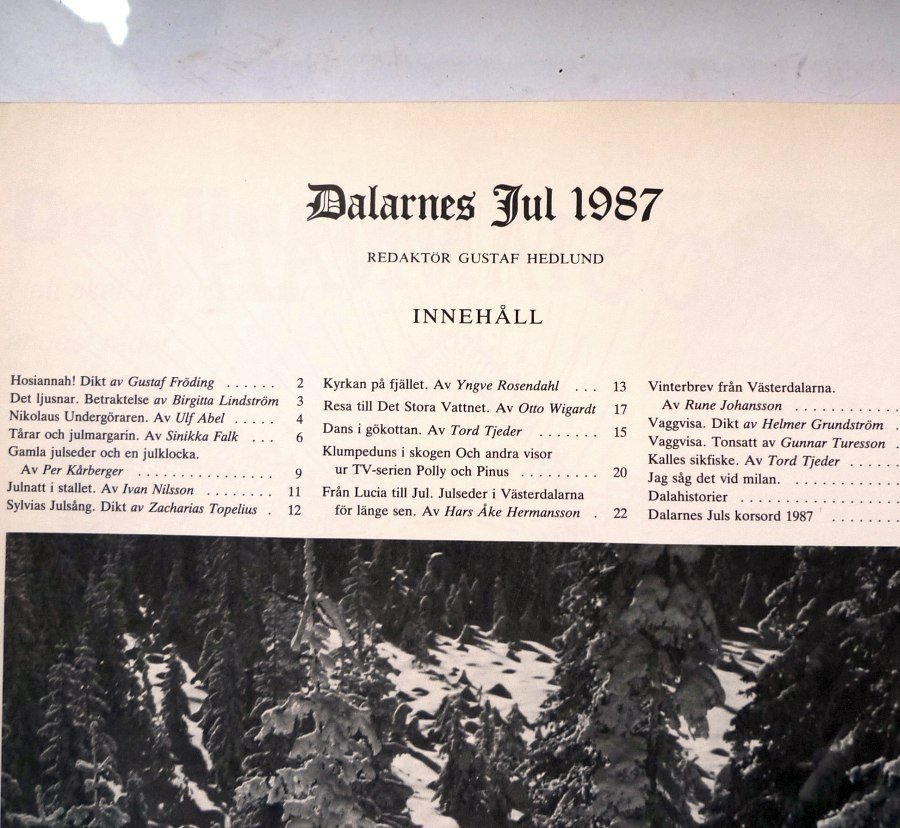 Dalarnes Jul 1987
REDAKTÖR GUSTAF HEDLUND
INNEHÅLL
Hosiannah! Dikt av Gustaf Fröding . . . . . . 2
Det ljusnar. Betraktelse av Birgitta Lindström 3
Nikolaus Undergöraren. Av Ulf Abel . . . . . 4
Tårar och julmargarin. Av Sinikka Falk . . . 6
Gamla julseder och en julklocka.
Av Per Kårberger . . . . . . . . . . . . . . 9
Julnatt i stallet. Av Ivan Nilsson . . . . . . . . 11
Sylvias Julsång. Dikt av Zacharias Topelius . 12
Kyrkan på fjället. Av Yngve Rosendahl . . . 13
Resa till Det Stora Vattnet. Av Otto Wigardt 17
Dans i gökottan. Av Tord Tjeder . . . . . . . 15
Klumpeduns i skogen Och andra visor
ur TV-serien Polly och Pinus . . . . . . 20
Från Lucia till Jul. Julseder i Västerdalarna
för länge sen. Av Hars Åke Hermansson . 22
Vinterbrev från Västerdalarna.
Av Rune Johansson . . . . . . . . . . .
Vaggvisa. Dikt av Helmer Grundström .
Vaggvisa. Tonsatt av Gunnar Turesson .
Kalles sikfiske. Av Tord Tjeder . . . . .
Jag såg det vid milan. . . . . . . . . . . .
Dalahistorier . . . . . . . . . . . . . . . . .
Dalarnes Juls korsord 1987 . . . . . . . .